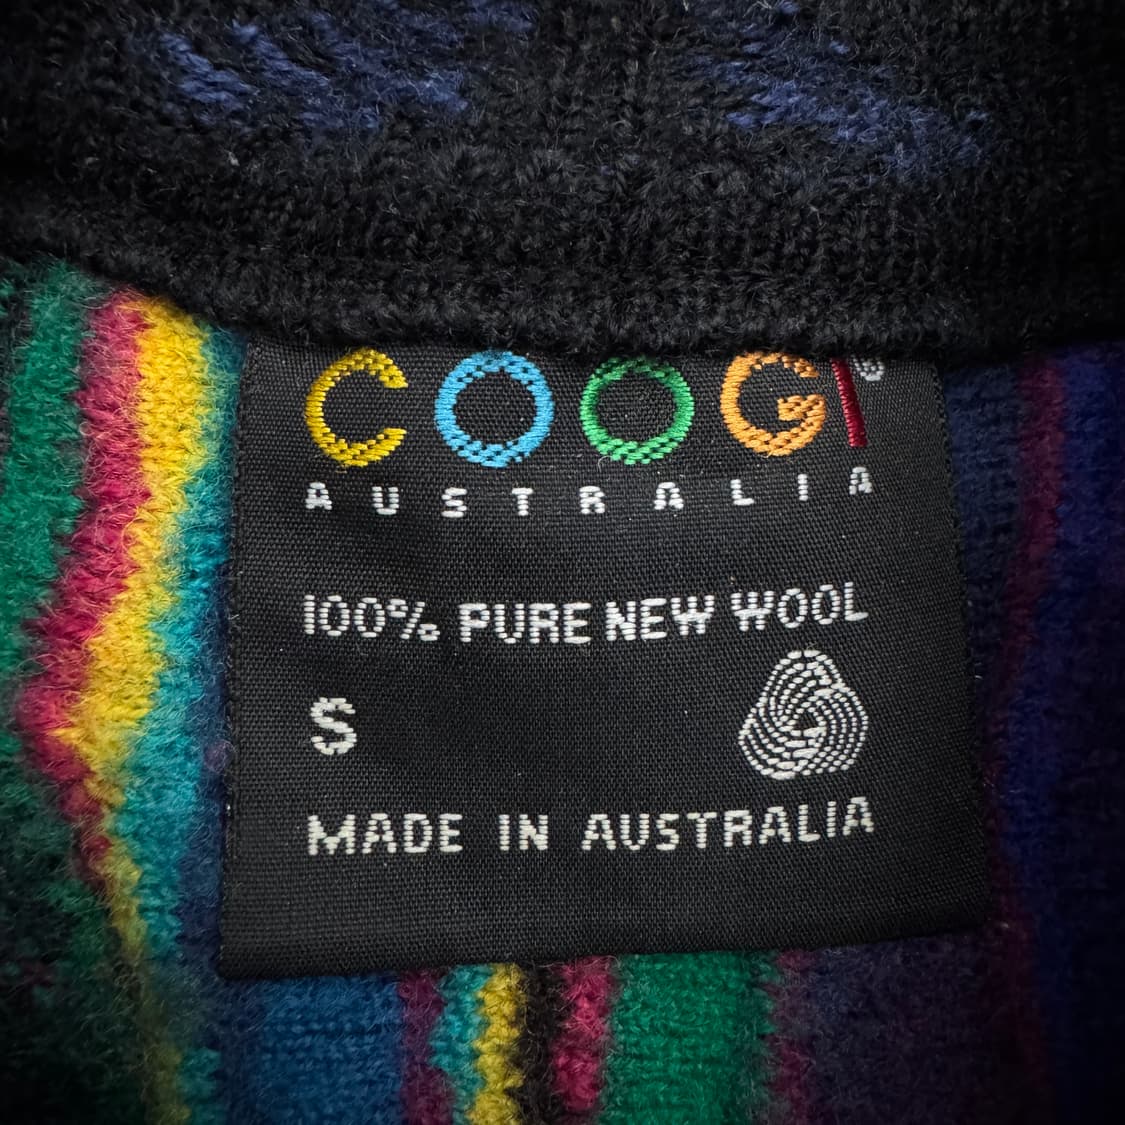 COOGI®
AUSTRALIA
100% PURE NEW WOOL
S
MADE IN AUSTRALIA